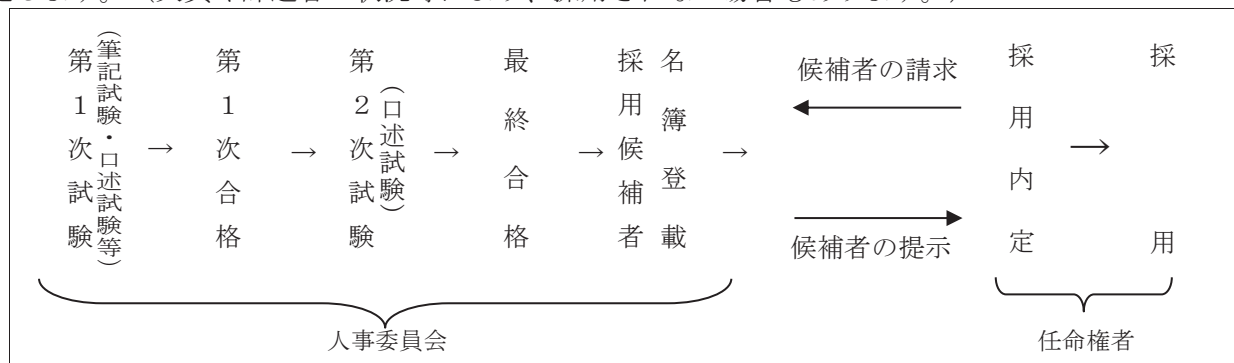 第１次試験
(筆記試験・口述試験等)
→
第１次合格
→
第２次試験
(口述試験)
→
最終合格
→
採用候補者
名簿登載
→
候補者の請求
候補者の提示
採用内定
→
採用
人事委員会
任命権者